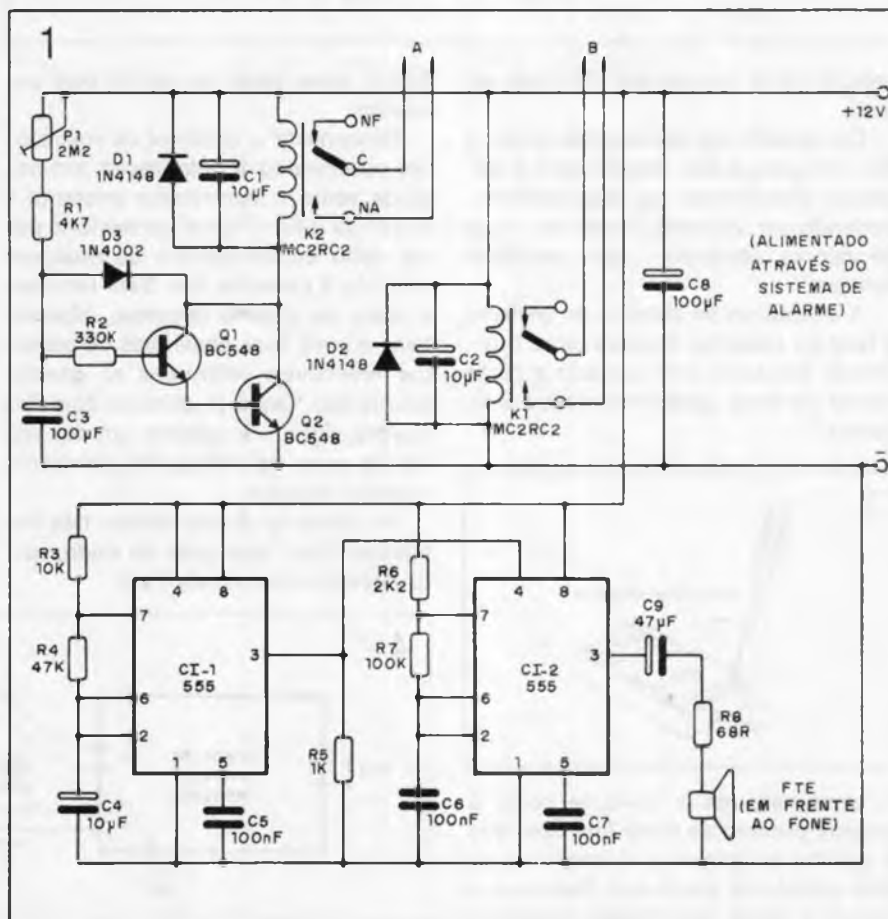 1
A
B
+12V
P1
2M2
D1
1N4148
C1
10µF
NF
C
NA
K2
MC2RC2
R1
4K7
D3
1N4302
R2
330K
Q1
BC548
Q2
BC548
C3
100µF
D2
1N4148
C2
10µF
K1
MC2RC2
C8
100µF
(ALIMENTADO
ATRAVÉS DO
SISTEMA DE
ALARME)
-
R3
10K
R4
47K
4
8
7
6
2
3
1
5
CI-1
555
C4
10µF
C5
100nF
R5
1K
R6
2K2
R7
100K
4
8
7
6
2
3
1
5
CI-2
555
C6
100nF
C7
100nF
C9
47µF
R8
68R
FTE
(EM FRENTE
AO FONE)